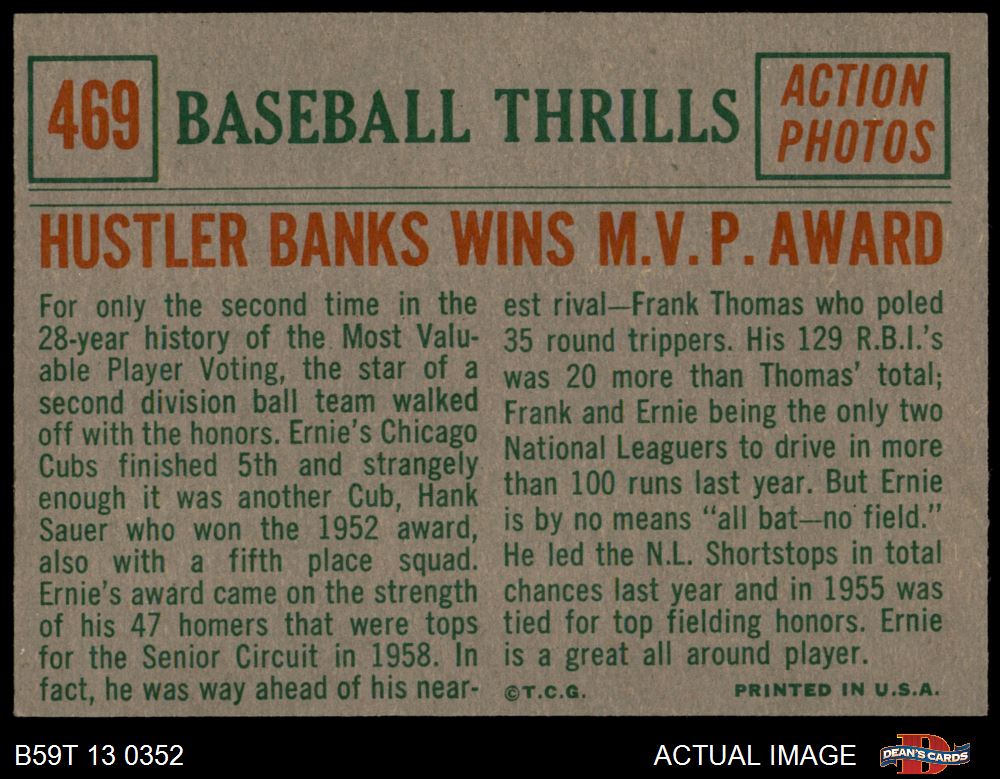 469
BASEBALL THRILLS
ACTION
PHOTOS
HUSTLER BANKS WINS M.V.P. AWARD
For only the second time in the
28-year history of the Most Valu-
able Player Voting, the star of a
second division ball team walked
off with the honors. Ernie's Chicago
Cubs finished 5th and strangely
enough it was another Cub, Hank
Sauer who won the 1952 award,
also with a fifth place squad.
Ernie's award came on the strength
of his 47 homers that were tops
for the Senior Circuit in 1958. In
fact, he was way ahead of his near-
est rival—Frank Thomas who poled
35 round trippers. His 129 R.B.I.'s
was 20 more than Thomas' total;
Frank and Ernie being the only two
National Leaguers to drive in more
than 100 runs last year. But Ernie
is by no means "all bat—no field."
He led the N.L. Shortstops in total
chances last year and in 1955 was
tied for top fielding honors. Ernie
is a great all around player.
©T.C.G. PRINTED IN U.S.A.
B59T 13 0352
ACTUAL IMAGE
D
DEAN'S CARDS